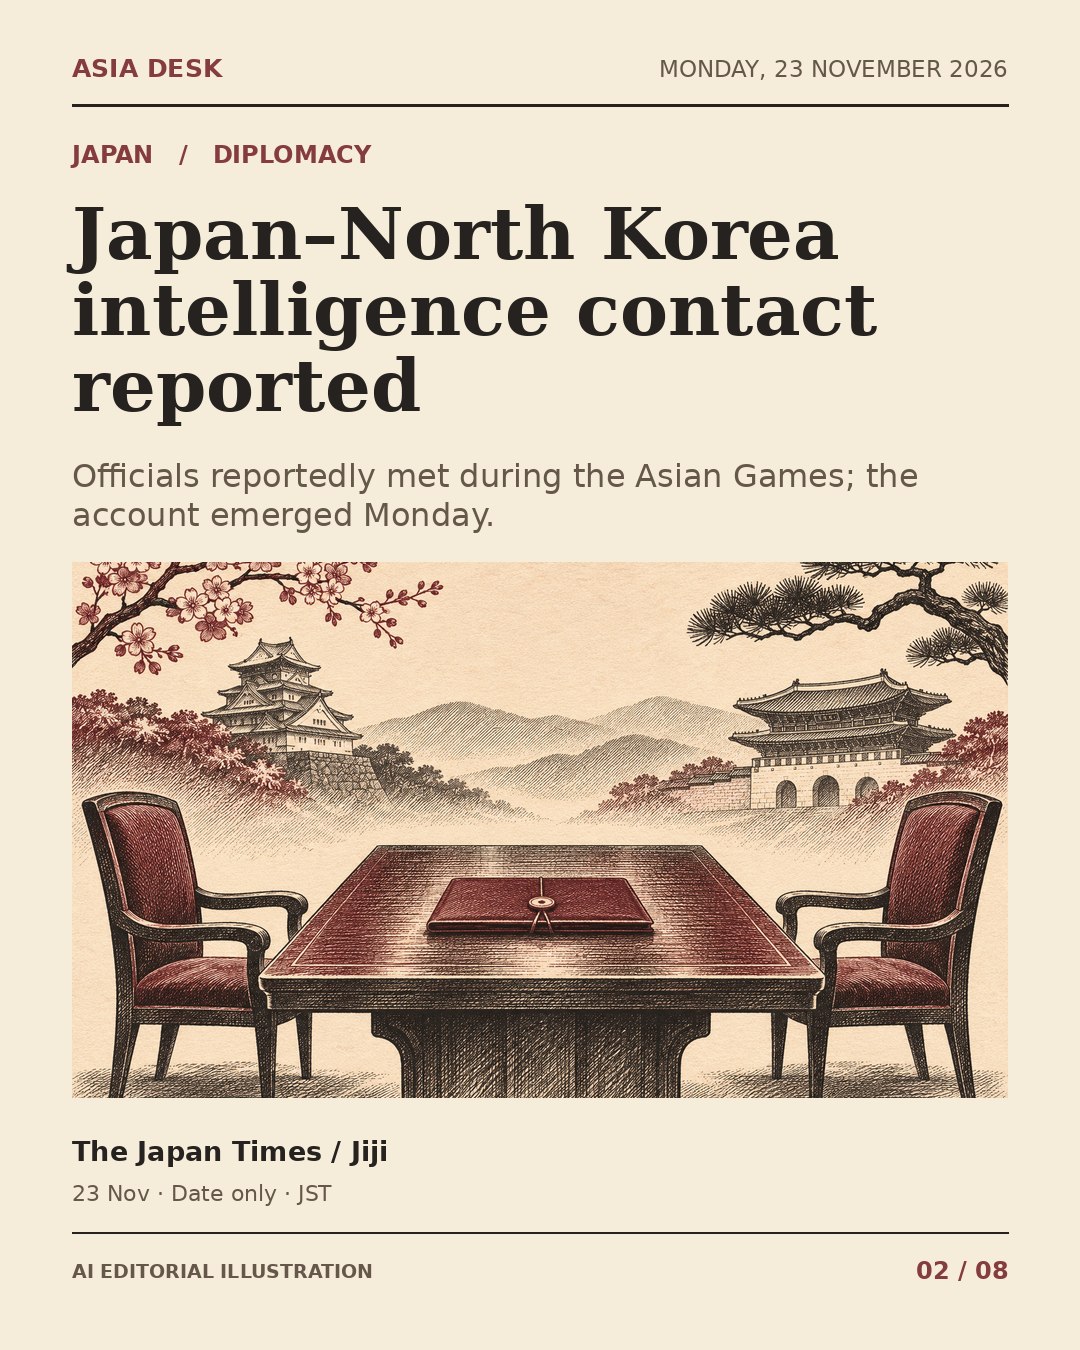 ASIA DESK
MONDAY, 23 NOVEMBER 2026
JAPAN / DIPLOMACY
Japan–North Korea
intelligence contact
reported
Officials reportedly met during the Asian Games; the
account emerged Monday.
The Japan Times / Jiji
23 Nov · Date only · JST
AI EDITORIAL ILLUSTRATION
02 / 08